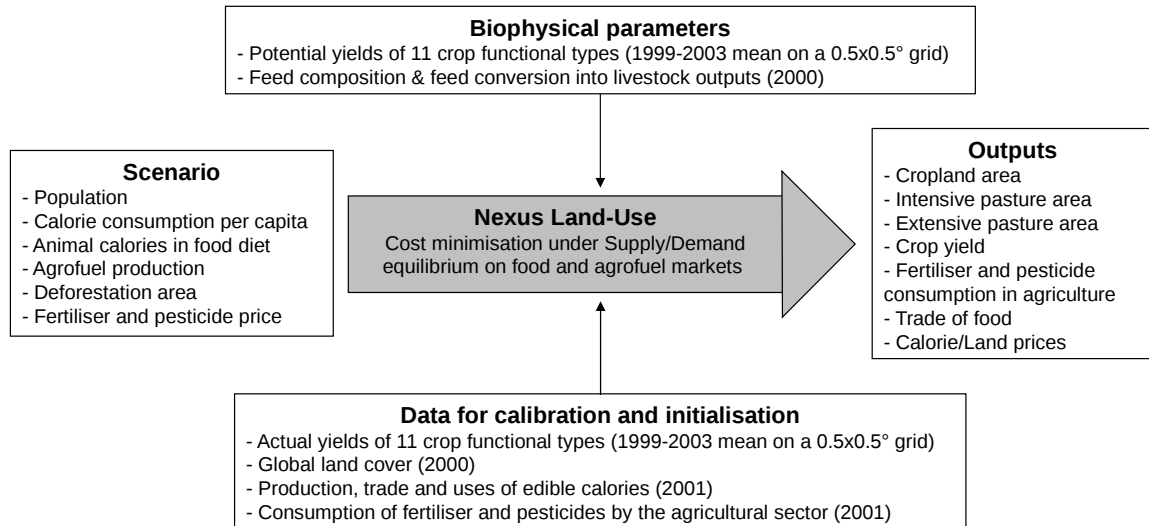 Biophysical parameters
- Potential yields of 11 crop functional types (1999-2003 mean on a 0.5x0.5° grid)
- Feed composition & feed conversion into livestock outputs (2000)
Scenario
- Population
- Calorie consumption per capita
- Animal calories in food diet
- Agrofuel production
- Deforestation area
- Fertiliser and pesticide price
Nexus Land-Use
Cost minimisation under Supply/Demand
equilibrium on food and agrofuel markets
Outputs
- Cropland area
- Intensive pasture area
- Extensive pasture area
- Crop yield
- Fertiliser and pesticide
consumption in agriculture
- Trade of food
- Calorie/Land prices
Data for calibration and initialisation
- Actual yields of 11 crop functional types (1999-2003 mean on a 0.5x0.5° grid)
- Global land cover (2000)
- Production, trade and uses of edible calories (2001)
- Consumption of fertiliser and pesticides by the agricultural sector (2001)